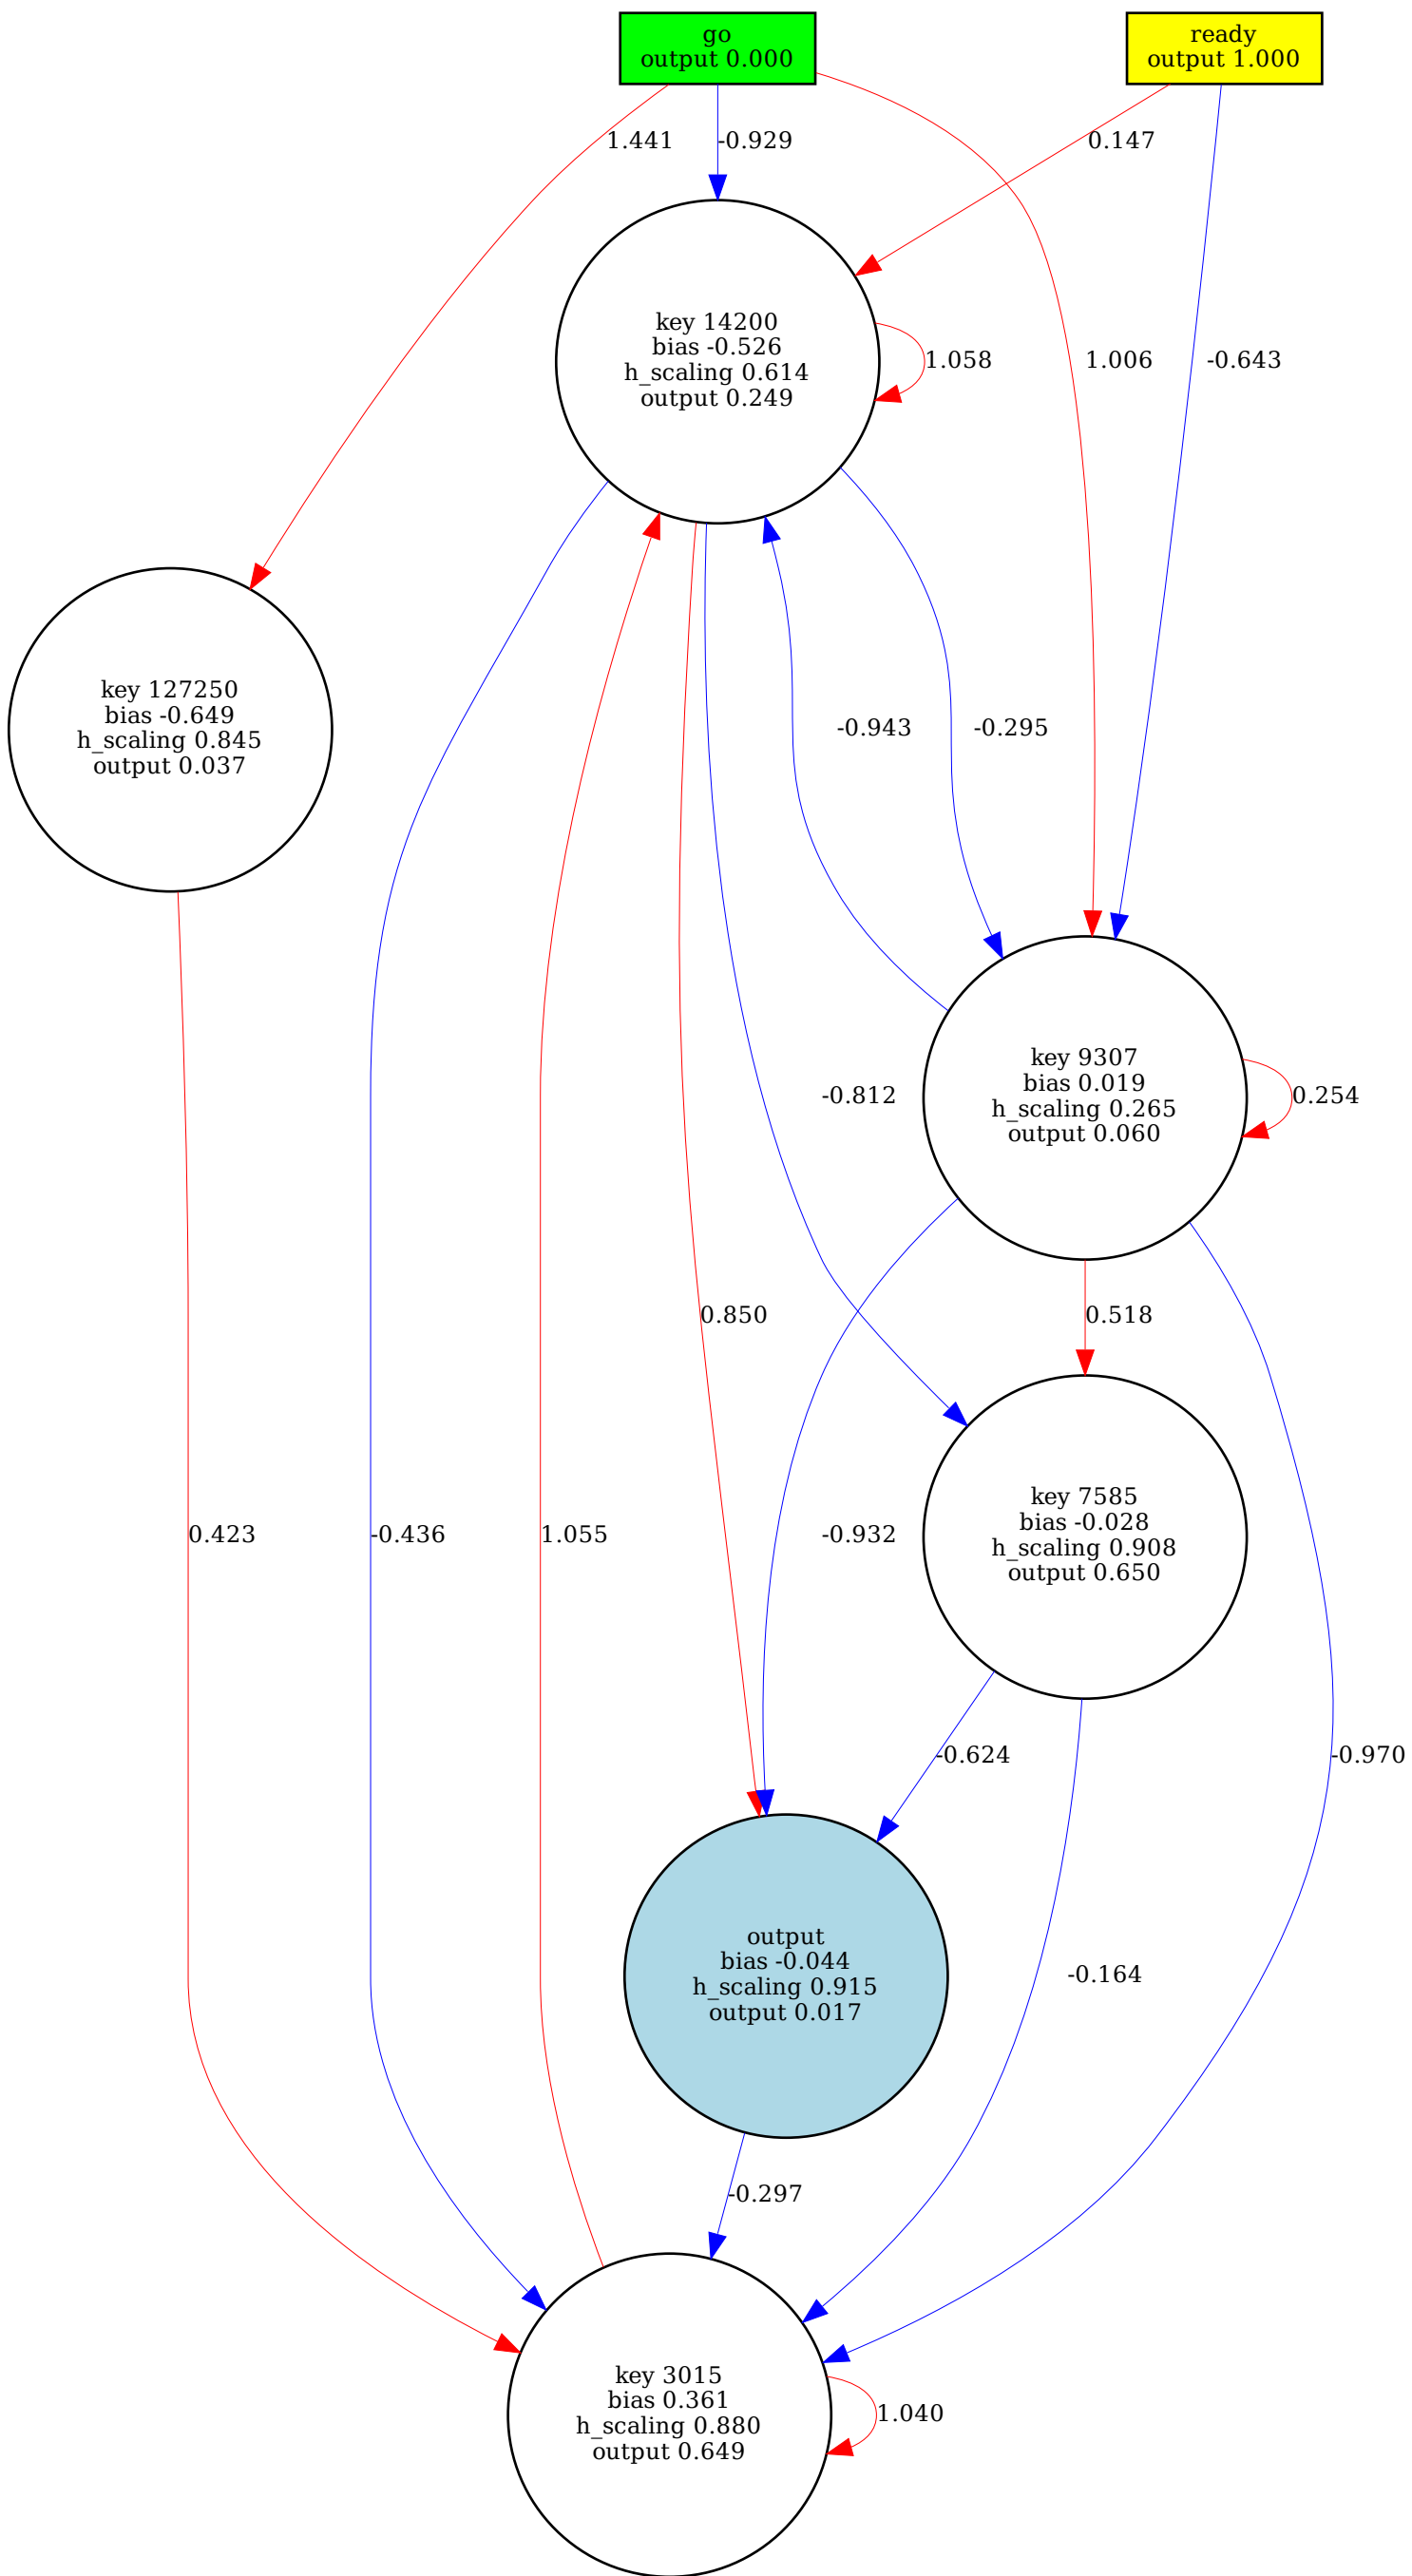 go
output 0.000
ready
output 1.000
1.441
-0.929
0.147
key 14200
bias -0.526
h_scaling 0.614
output 0.249
1.058
1.006
-0.643
key 127250
bias -0.649
h_scaling 0.845
output 0.037
-0.943
-0.295
-0.812
key 9307
bias 0.019
h_scaling 0.265
output 0.060
0.254
0.850
0.518
0.423
-0.436
1.055
-0.932
key 7585
bias -0.028
h_scaling 0.908
output 0.650
-0.624
-0.970
output
bias -0.044
h_scaling 0.915
output 0.017
-0.164
-0.297
key 3015
bias 0.361
h_scaling 0.880
output 0.649
1.040